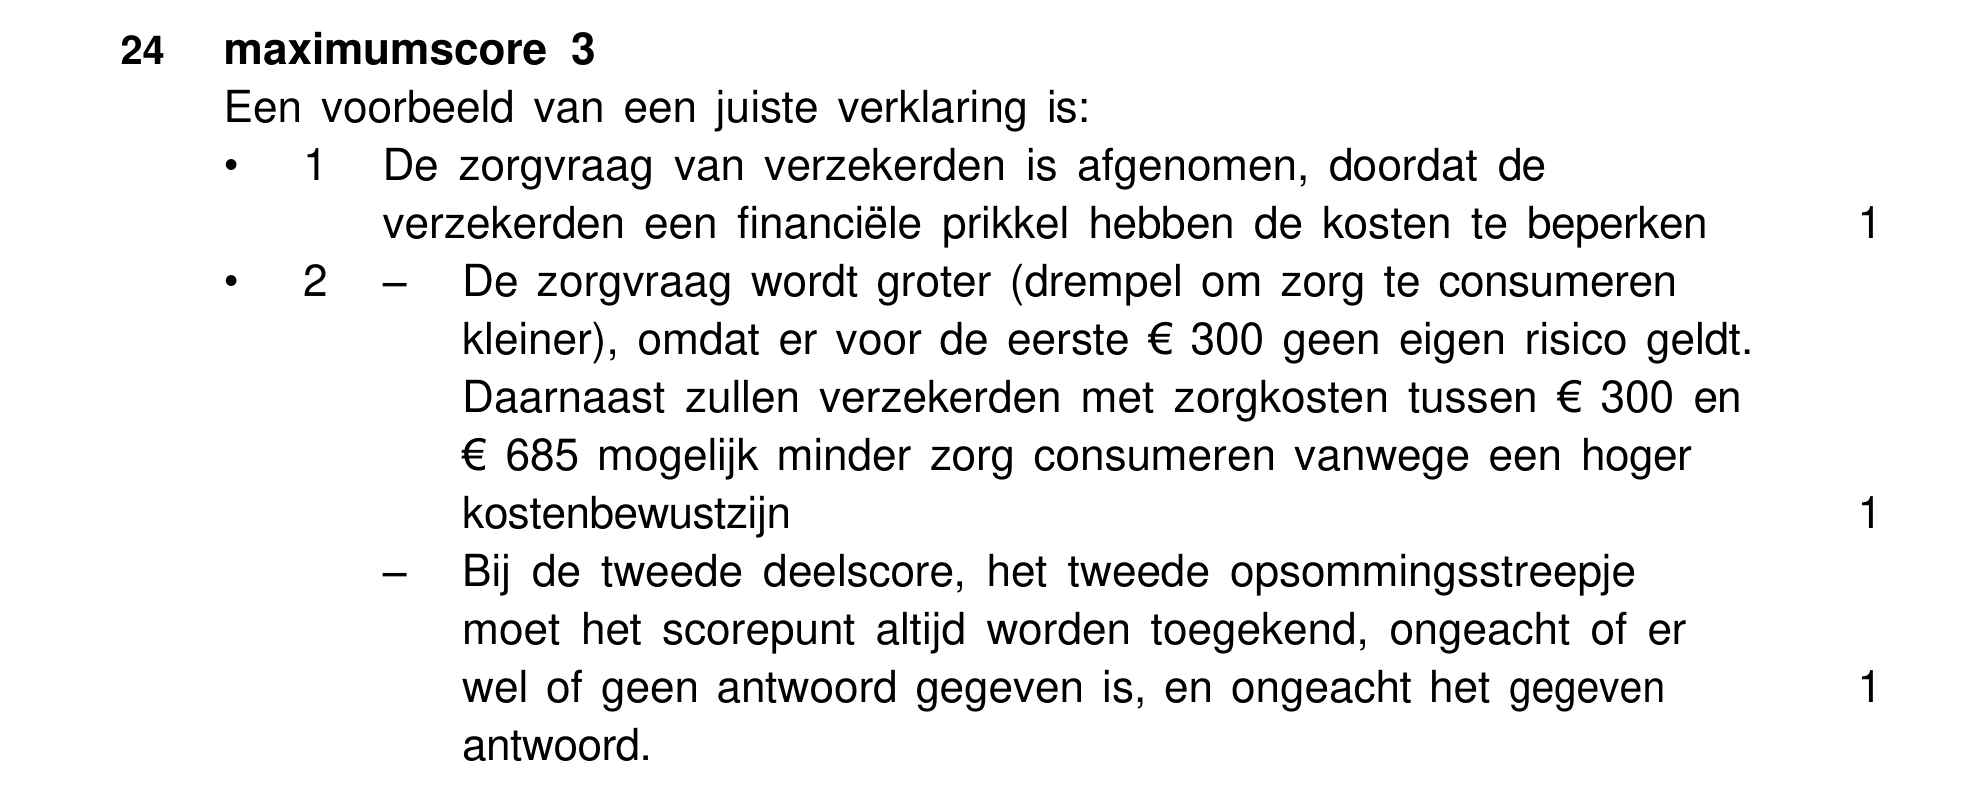 24 maximumscore 3
Een voorbeeld van een juiste verklaring is:
• 1 De zorgvraag van verzekerden is afgenomen, doordat de
verzekerden een financiële prikkel hebben de kosten te beperken 1
• 2 – De zorgvraag wordt groter (drempel om zorg te consumeren
kleiner), omdat er voor de eerste € 300 geen eigen risico geldt.
Daarnaast zullen verzekerden met zorgkosten tussen € 300 en
€ 685 mogelijk minder zorg consumeren vanwege een hoger
kostenbewustzijn 1
– Bij de tweede deelscore, het tweede opsommingsstreepje
moet het scorepunt altijd worden toegekend, ongeacht of er
wel of geen antwoord gegeven is, en ongeacht het gegeven 1
antwoord.